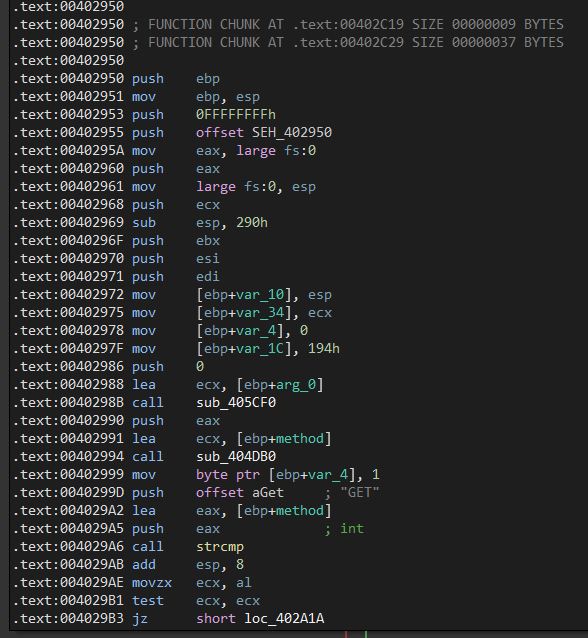 .text:00402950
.text:00402950 ; FUNCTION CHUNK AT .text:00402C19 SIZE 00000009 BYTES
.text:00402950 ; FUNCTION CHUNK AT .text:00402C29 SIZE 00000037 BYTES
.text:00402950
.text:00402950 push ebp
.text:00402951 mov ebp, esp
.text:00402953 push 0FFFFFFFFh
.text:00402955 push offset SEH_402950
.text:0040295A mov eax, large fs:0
.text:00402960 push eax
.text:00402961 mov large fs:0, esp
.text:00402968 push ecx
.text:00402969 sub esp, 290h
.text:0040296F push ebx
.text:00402970 push esi
.text:00402971 push edi
.text:00402972 mov [ebp+var_10], esp
.text:00402975 mov [ebp+var_34], ecx
.text:00402978 mov [ebp+var_4], 0
.text:0040297F mov [ebp+var_1C], 194h
.text:00402986 push 0
.text:00402988 lea ecx, [ebp+arg_0]
.text:0040298B call sub_405CF0
.text:00402990 push eax
.text:00402991 lea ecx, [ebp+method]
.text:00402994 call sub_404DB0
.text:00402999 mov byte ptr [ebp+var_4], 1
.text:0040299D push offset aGet ; "GET"
.text:004029A2 lea eax, [ebp+method]
.text:004029A5 push eax ; int
.text:004029A6 call strcmp
.text:004029AB add esp, 8
.text:004029AE movzx ecx, al
.text:004029B1 test ecx, ecx
.text:004029B3 jz short loc_402A1A